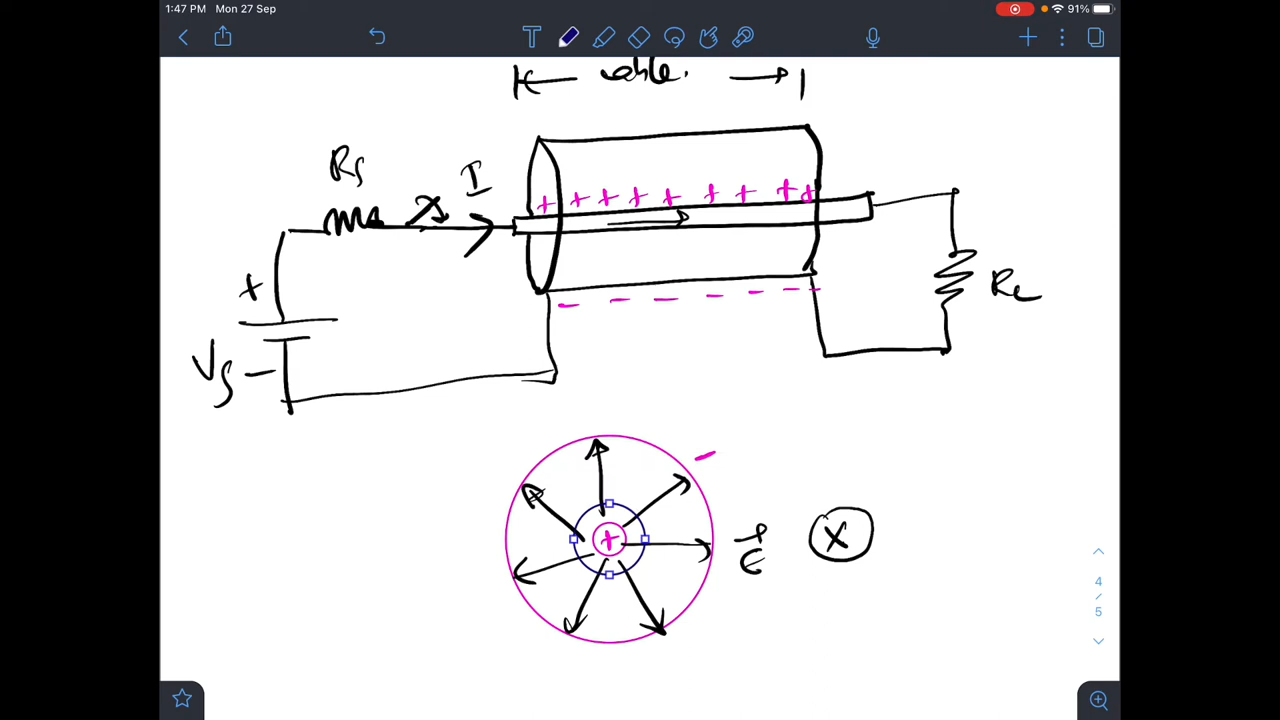 1:47 PM Mon 27 Sep
91%
cable.
Rs
I
+ + + + + + + + +
+
Vs -
- - - - - - -
RL
-
+
E
X
4
/
5